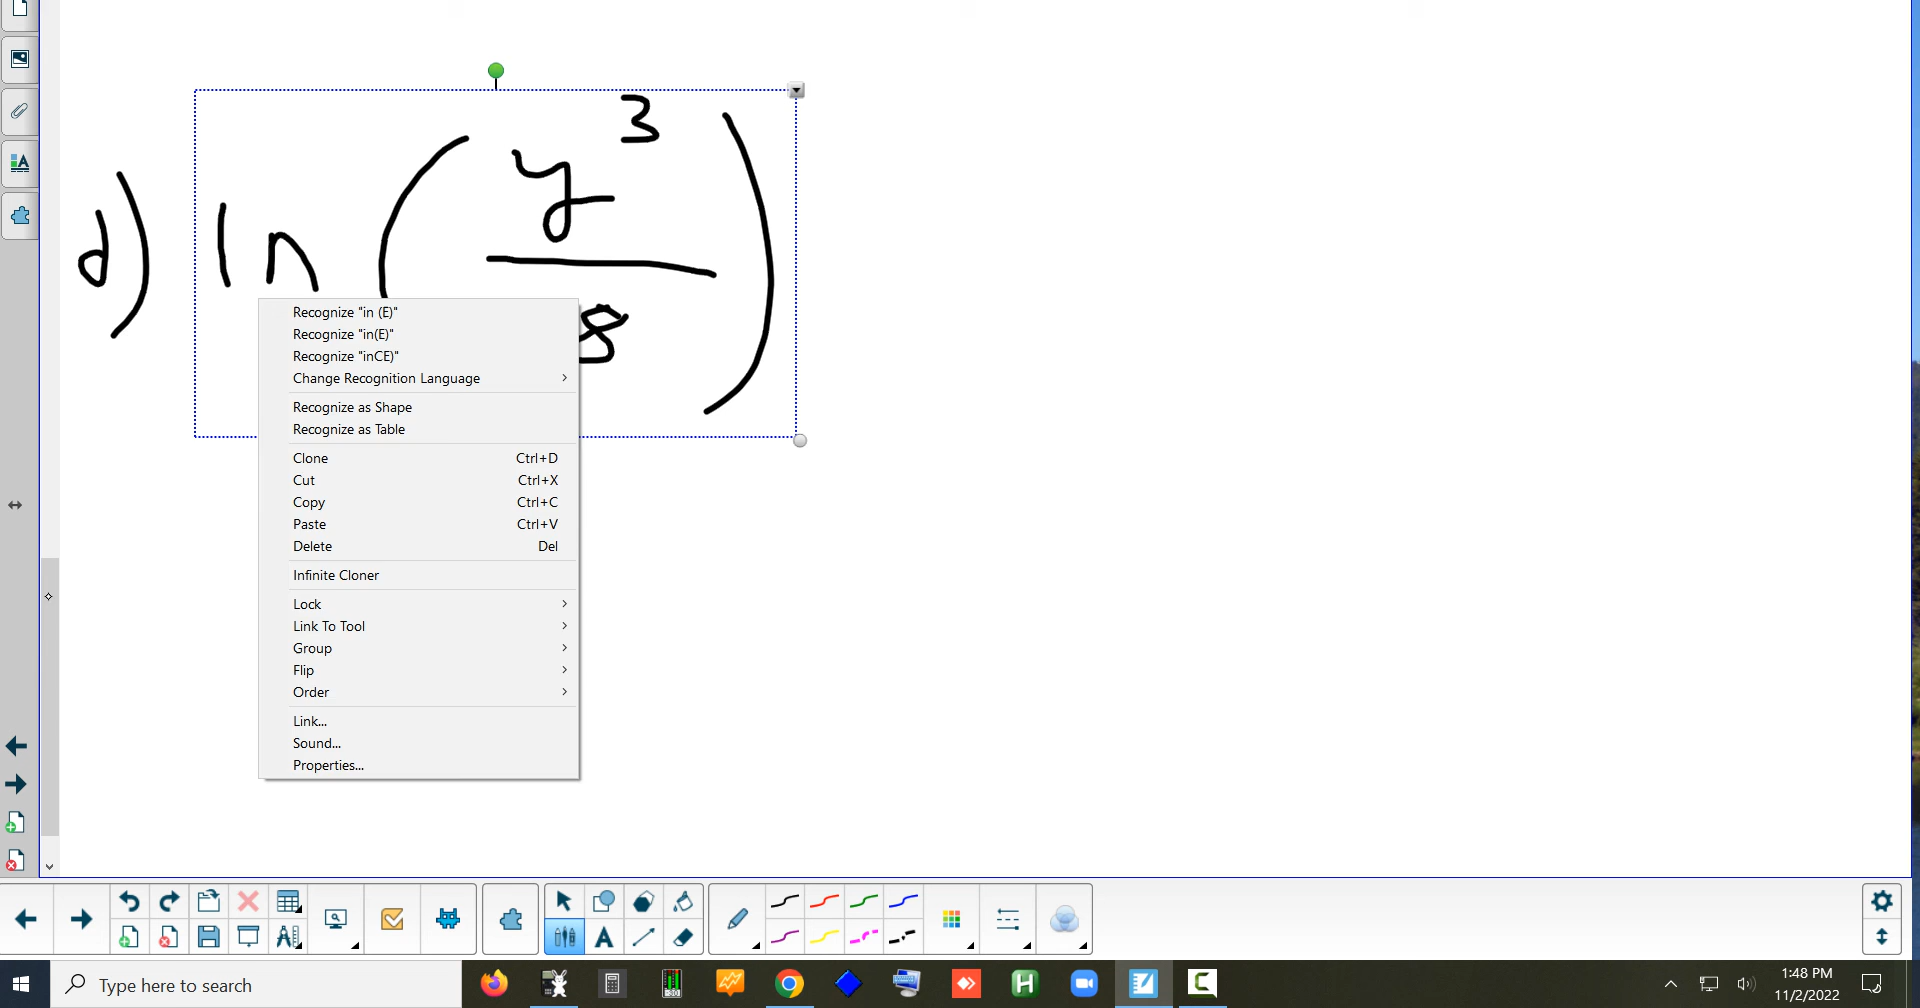 d) ln ( y^3 / 8 )
Recognize "in (E)"
Recognize "in(E)"
Recognize "inCE)"
Change Recognition Language
Recognize as Shape
Recognize as Table
Clone Ctrl+D
Cut Ctrl+X
Copy Ctrl+C
Paste Ctrl+V
Delete Del
Infinite Cloner
Lock
Link To Tool
Group
Flip
Order
Link...
Sound...
Properties...
Type here to search
1:48 PM
11/2/2022